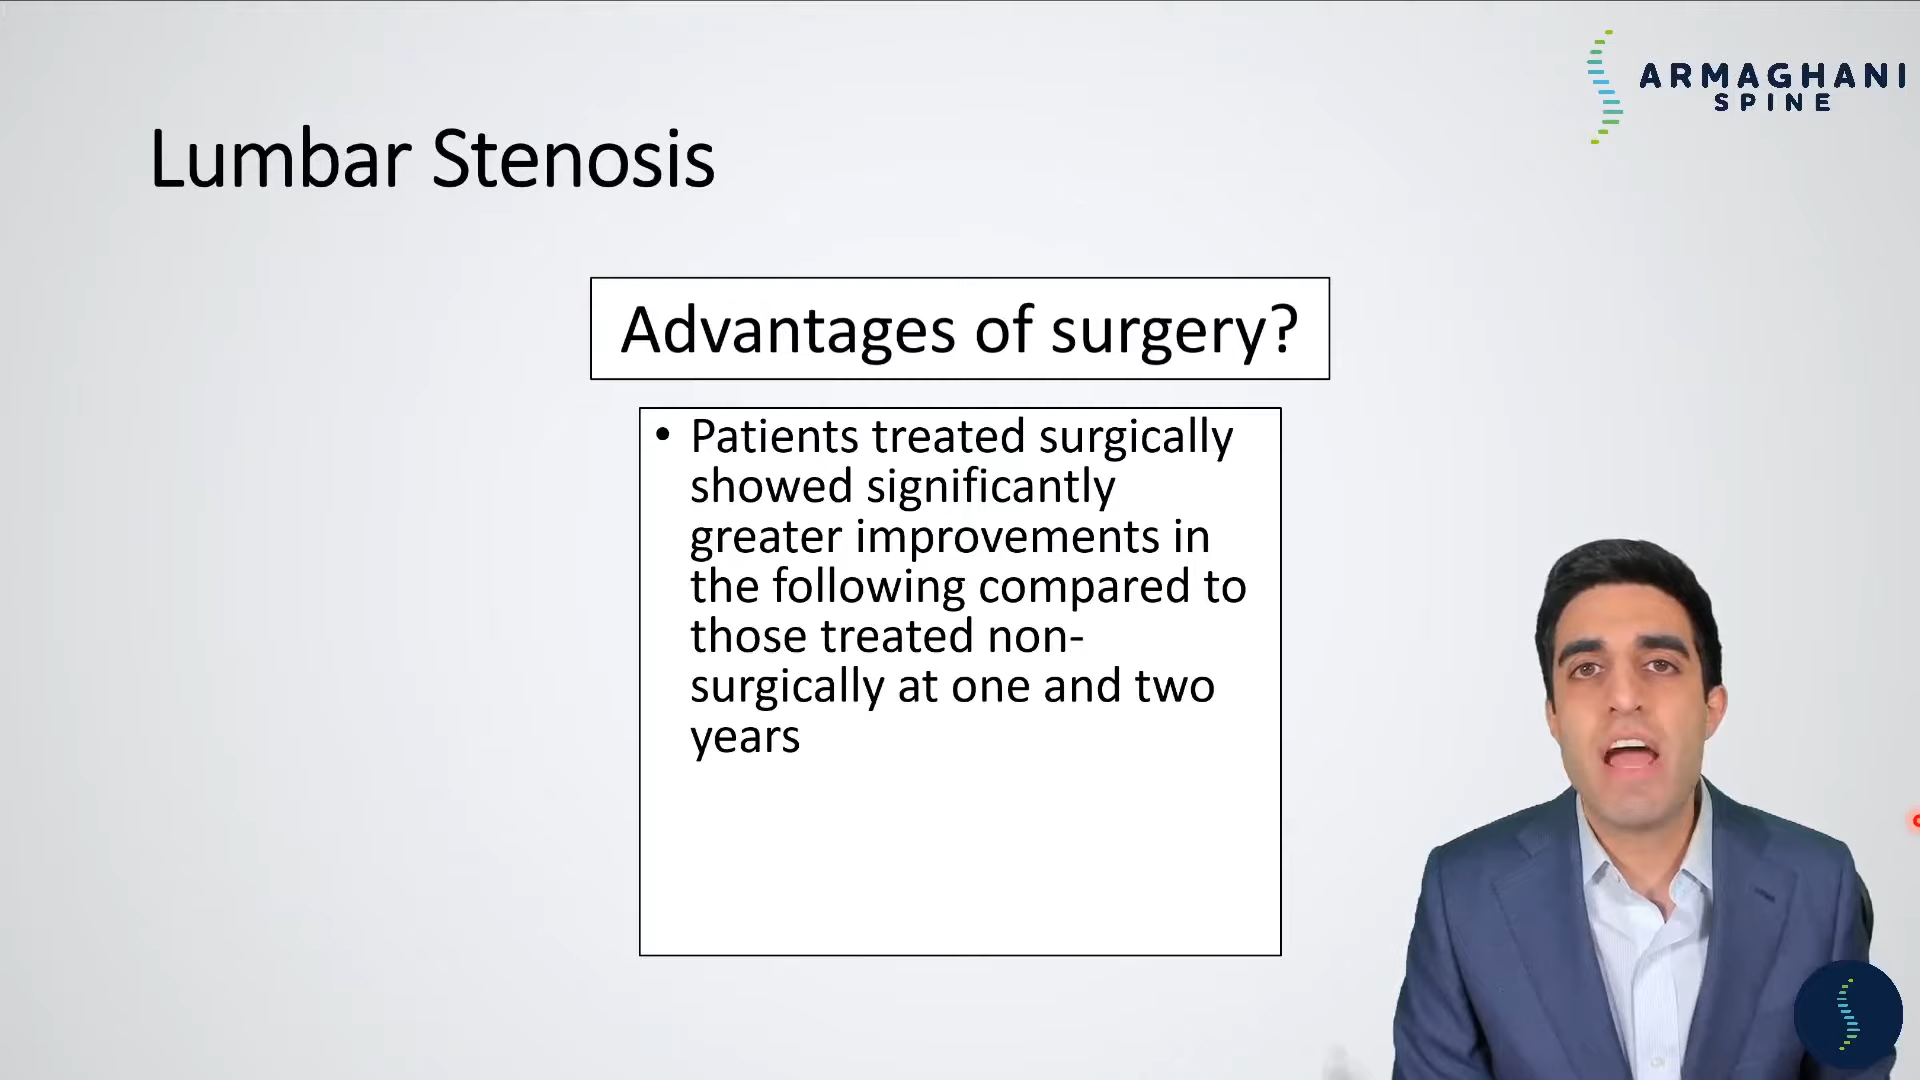 ARMAGHANI
SPINE
Lumbar Stenosis
Advantages of surgery?
• Patients treated surgically
showed significantly
greater improvements in
the following compared to
those treated non-
surgically at one and two
years